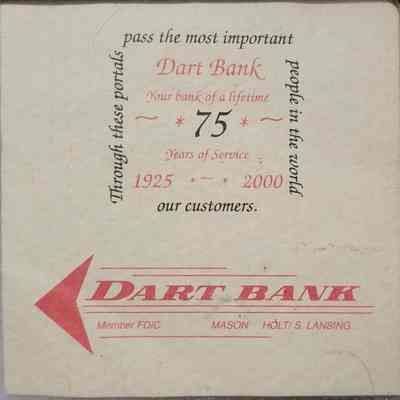 Through these portals
pass the most important
people in the world
our customers.
Dart Bank
Your bank of a lifetime
~ * 75 * ~
Years of Service
1925 * ~ * 2000
DART BANK
Member FDIC MASON HOLT/ S. LANSING